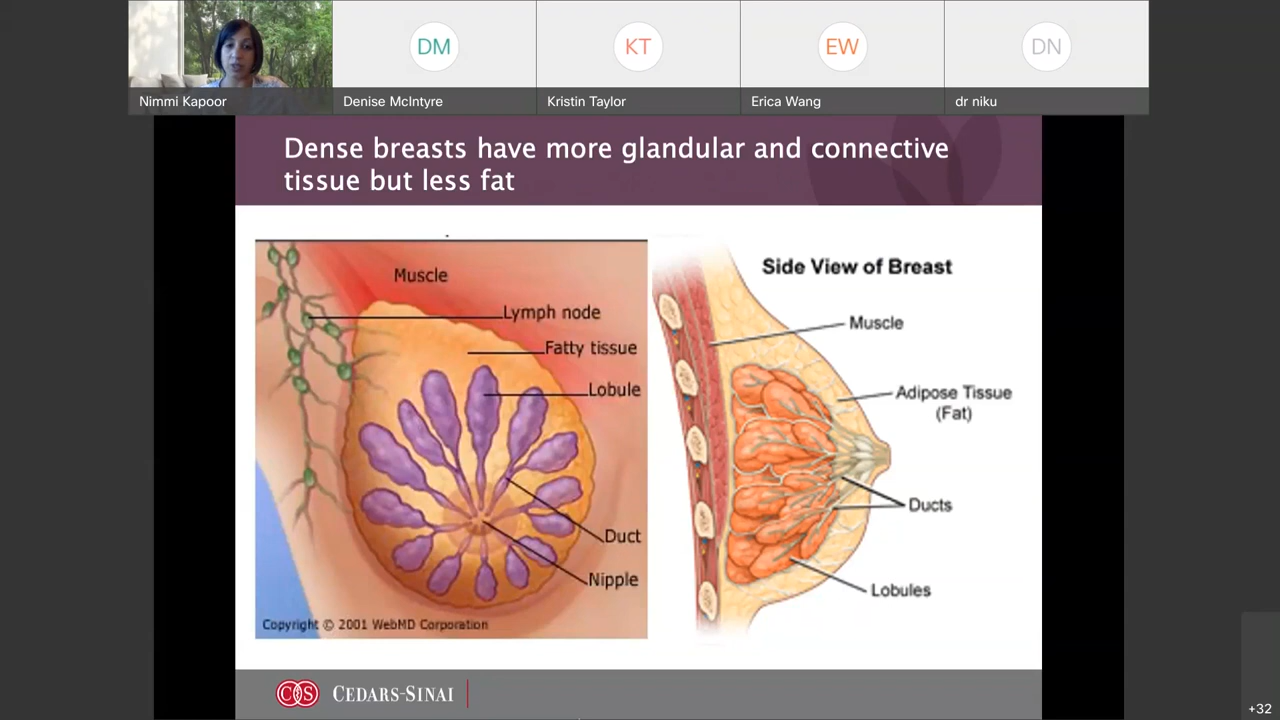 DM
KT
EW
DN
Nimmi Kapoor
Denise McIntyre
Kristin Taylor
Erica Wang
dr niku
Dense breasts have more glandular and connective
tissue but less fat
Muscle
Lymph node
Fatty tissue
Lobule
Duct
Nipple
Copyright © 2001 WebMD Corporation
Side View of Breast
Muscle
Adipose Tissue
(Fat)
Ducts
Lobules
CS
CEDARS-SINAI
+32